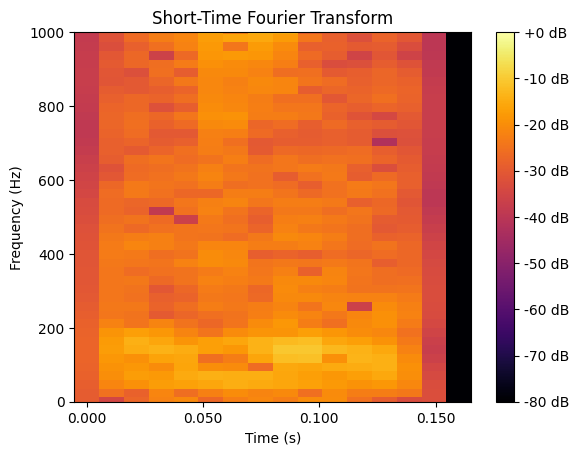 Short-Time Fourier Transform
1000
800
600
400
200
0
Frequency (Hz)
0.000
0.050
0.100
0.150
Time (s)
+0 dB
-10 dB
-20 dB
-30 dB
-40 dB
-50 dB
-60 dB
-70 dB
-80 dB